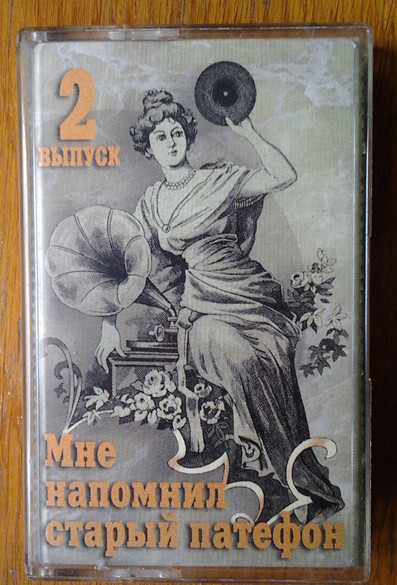 2
ВЫПУСК
Мне
напомнил
старый патефон